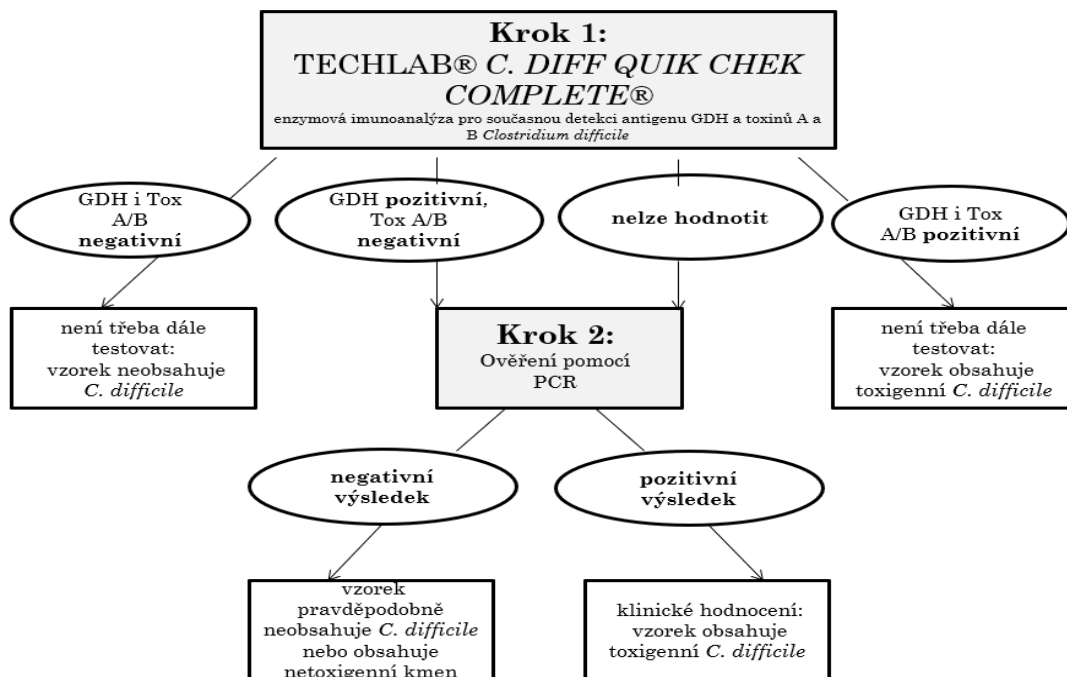 Krok 1:
TECHLAB® C. DIFF QUIK CHEK
COMPLETE®
enzymová imunoanalýza pro současnou detekci antigenu GDH a toxinů A a
B Clostridium difficile
GDH i Tox
A/B
negativní
GDH pozitivní,
Tox A/B
negativní
nelze hodnotit
GDH i Tox
A/B pozitivní
není třeba dále
testovat:
vzorek neobsahuje
C. difficile
Krok 2:
Ověření pomocí
PCR
není třeba dále
testovat:
vzorek obsahuje
toxigenní C. difficile
negativní
výsledek
pozitivní
výsledek
vzorek
pravděpodobně
neobsahuje C. difficile
nebo obsahuje
netoxigenní kmen
klinické hodnocení:
vzorek obsahuje
toxigenní C. difficile